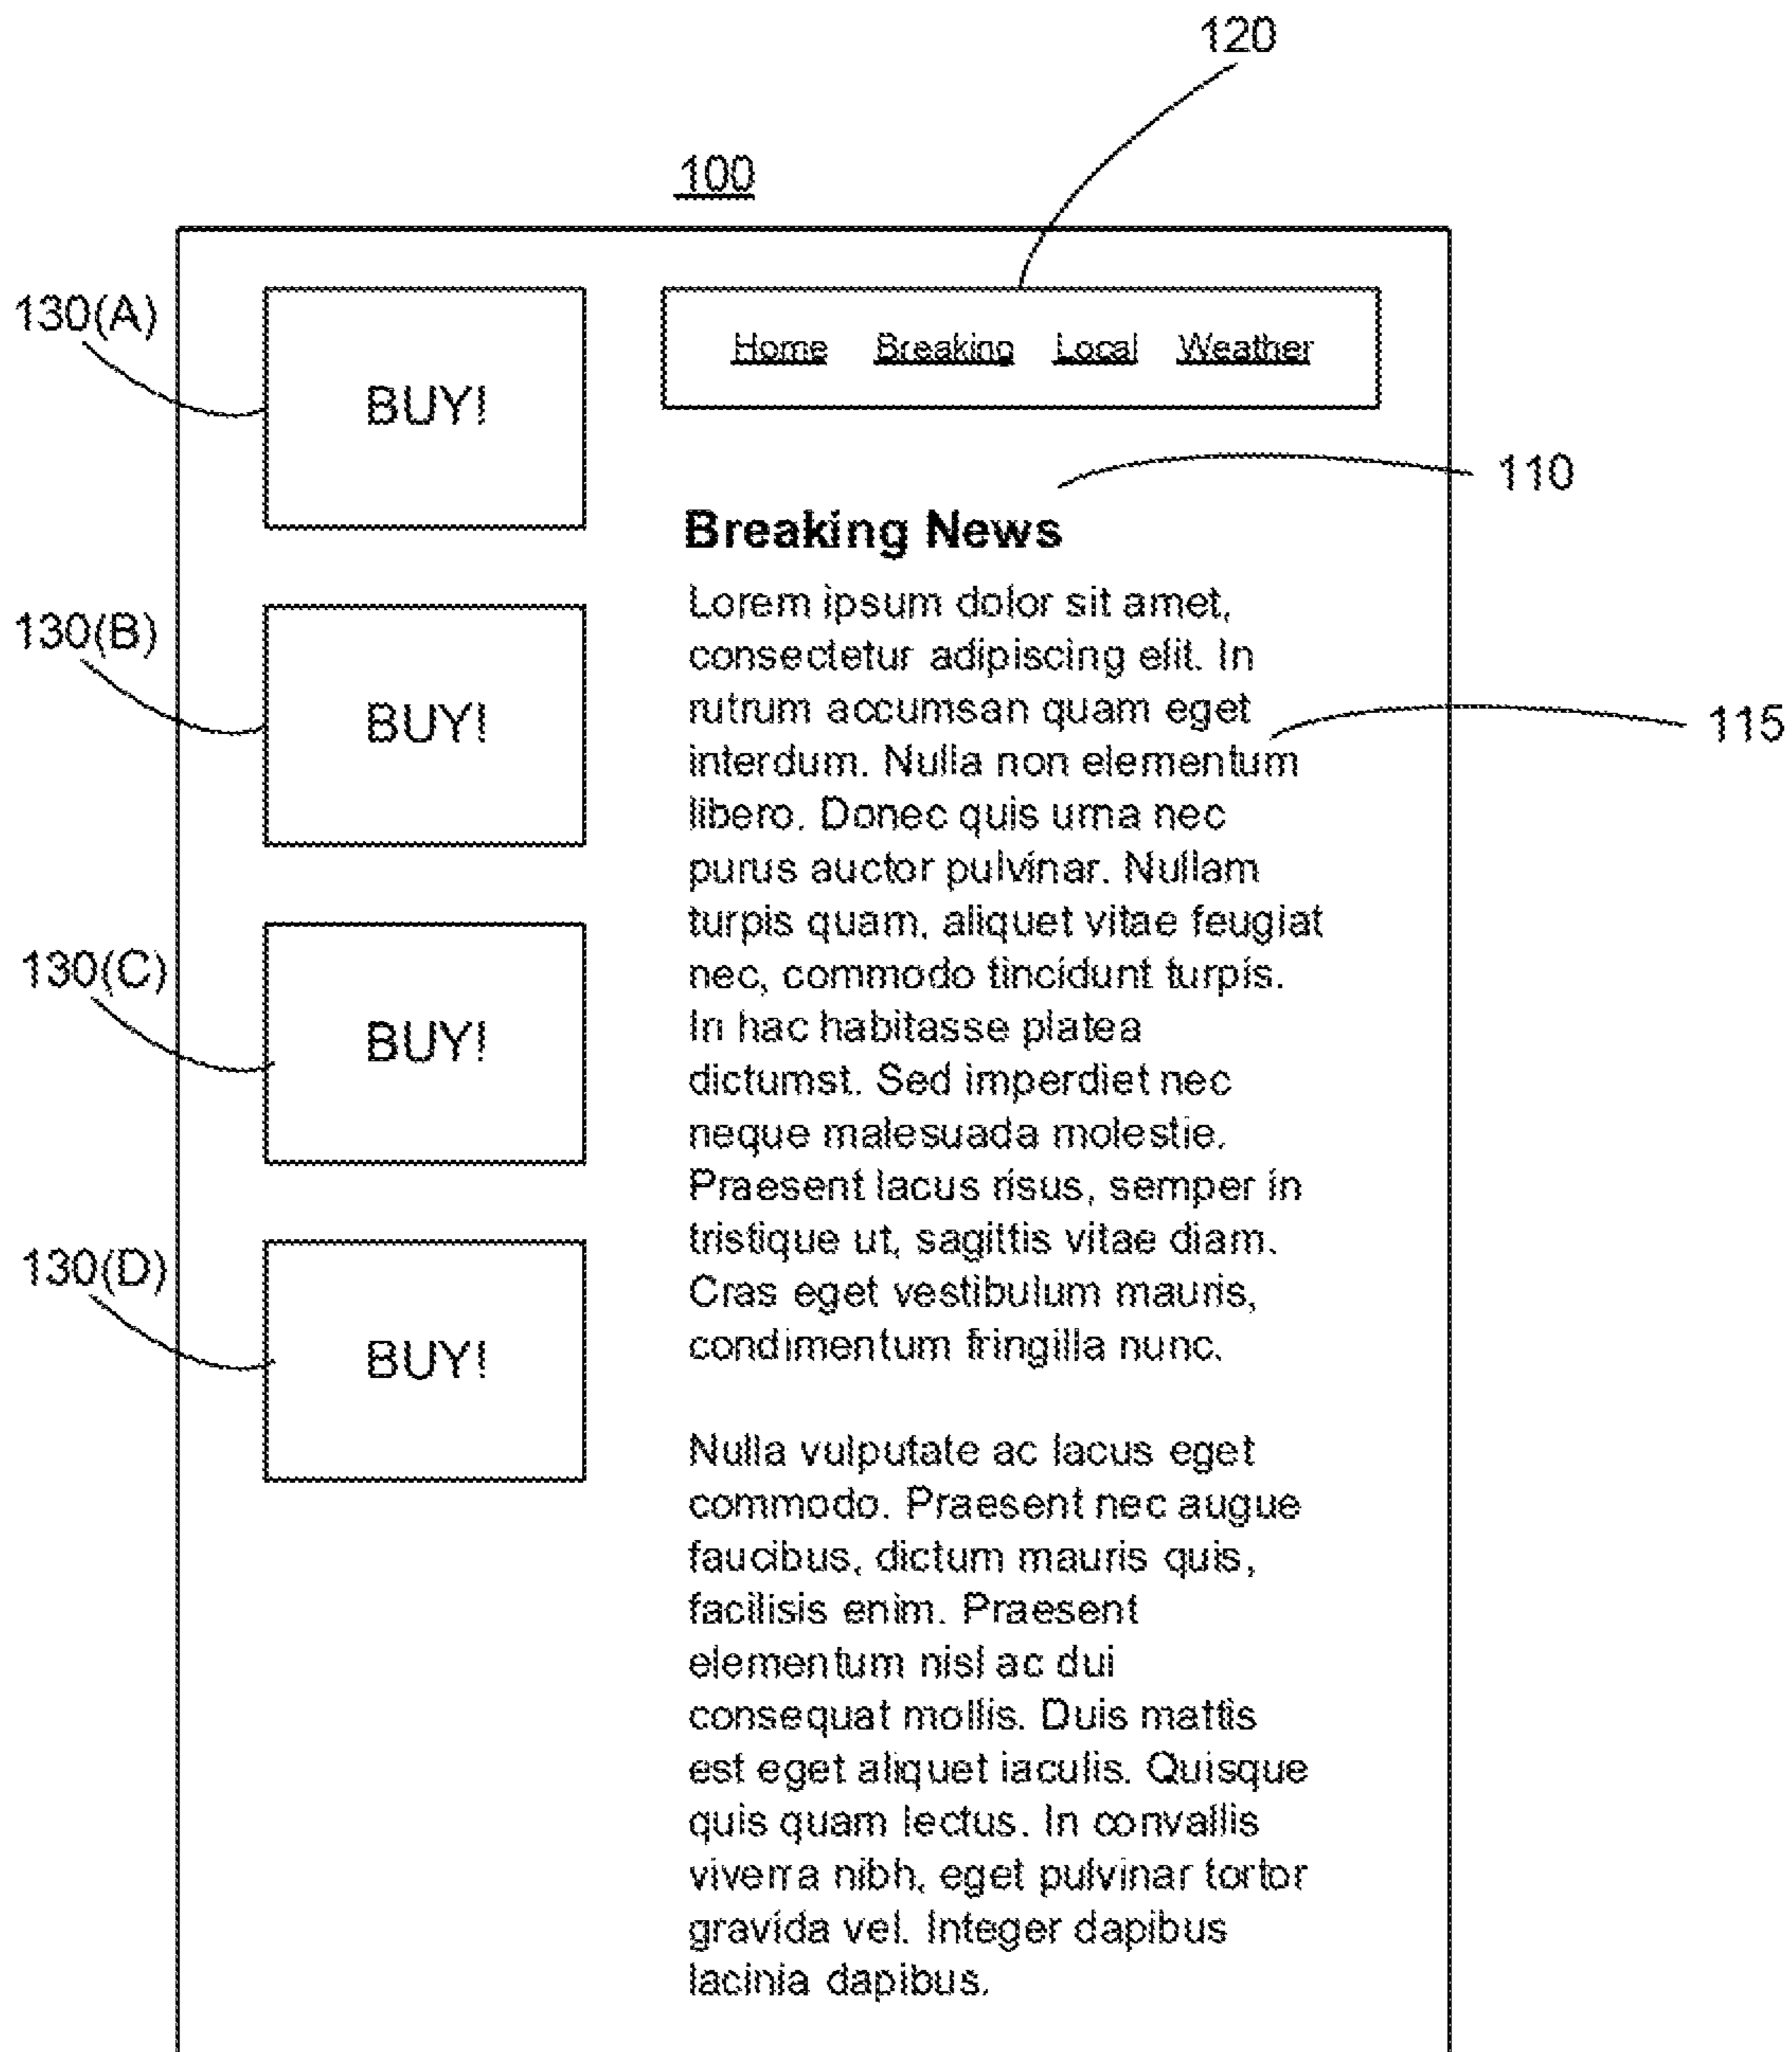 120
100
130(A)
BUY!
Home Breaking Local Weather
110
Breaking News
Lorem ipsum dolor sit amet,
consectetur adipiscing elit. In
rutrum accumsan quam eget
115
interdum. Nulla non elementum
libero. Donec quis urna nec
purus auctor pulvinar. Nullam
turpis quam, aliquet vitae feugiat
nec, commodo tincidunt turpis.
In hac habitasse platea
dictumst. Sed imperdiet nec
neque malesuada molestie.
Praesent lacus risus, semper in
tristique ut, sagittis vitae diam.
Cras eget vestibulum mauris,
condimentum fringilla nunc.
Nulla vulputate ac lacus eget
commodo. Praesent nec augue
faucibus, dictum mauris quis,
facilisis enim. Praesent
elementum nisl ac dui
consequat mollis. Duis mattis
est eget aliquet iaculis. Quisque
quis quam lectus. In convallis
viverra nibh, eget pulvinar tortor
gravida vel. Integer dapibus
lacinia dapibus.
130(B)
BUY!
130(C)
BUY!
130(D)
BUY!